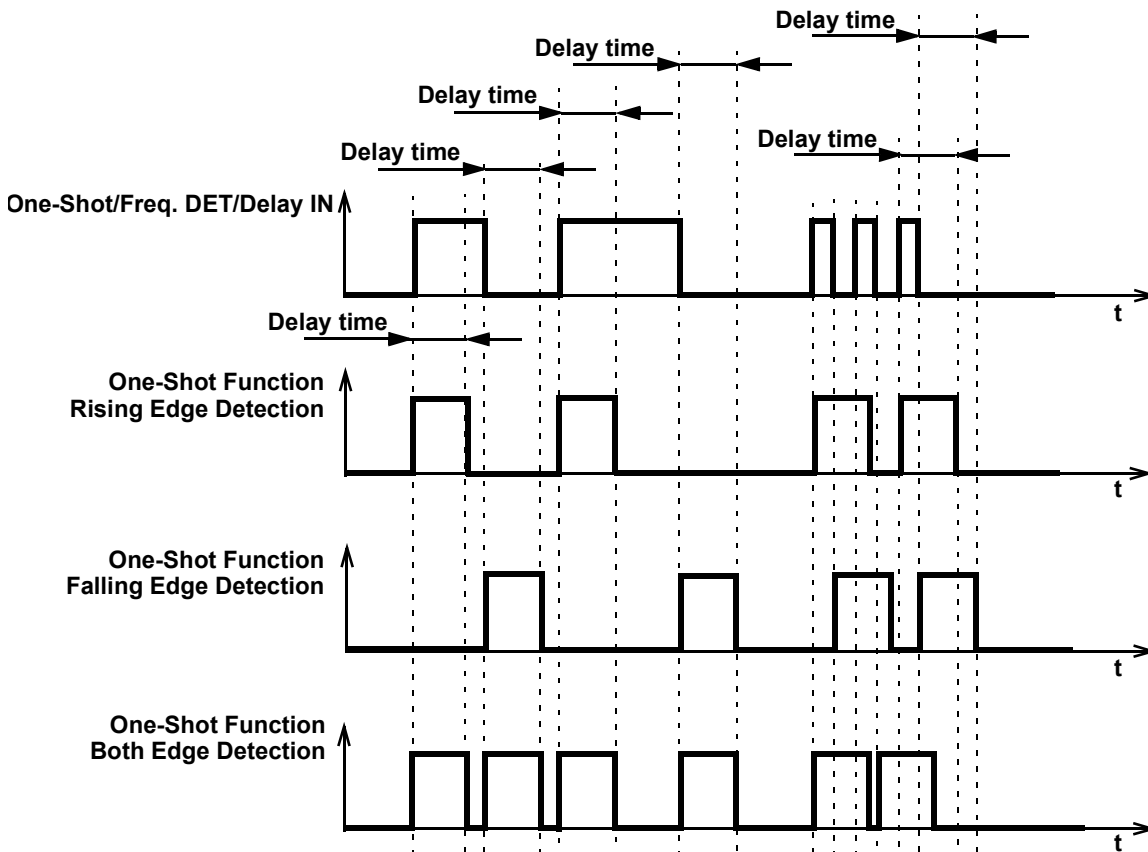 Delay time
Delay time
Delay time
Delay time
Delay time
One-Shot/Freq. DET/Delay IN
t
Delay time
One-Shot Function
Rising Edge Detection
t
One-Shot Function
Falling Edge Detection
t
One-Shot Function
Both Edge Detection
t